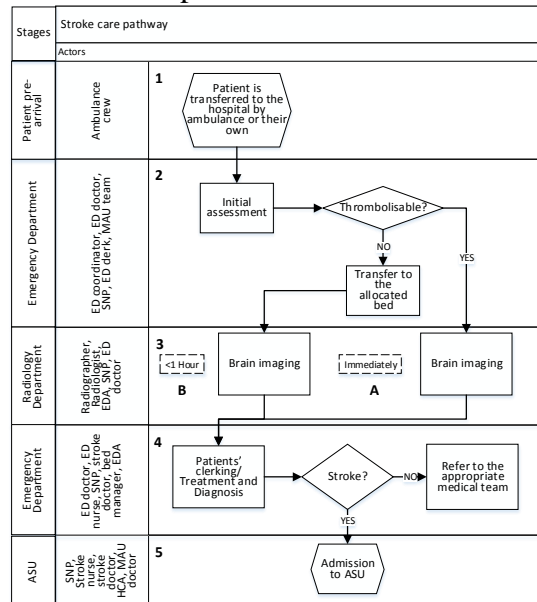 Stages
Stroke care pathway
Actors
Patient pre-
arrival
Ambulance
crew
1
Patient is
transferred to the
hospital by
ambulance or their
own
Emergency Department
ED coordinator, ED doctor,
SNP, ED clerk, MAU team
2
Initial
assessment
Thrombolisable?
NO
YES
Transfer to
the
allocated
bed
Radiology
Department
Radiographer,
Radiologist,
EDA, SNP, ED
doctor
3
<1 Hour
B
Brain imaging
Immediately
A
Brain imaging
Emergency
Department
ED doctor, ED
nurse, SNP, stroke
doctor, bed
manager, EDA
4
Patients'
clerking/
Treatment and
Diagnosis
Stroke?
NO
Refer to the
appropriate
medical team
YES
ASU
SNP,
Stroke
nurse,
stroke
doctor,
HCA, MAU
doctor
5
Admission
to ASU